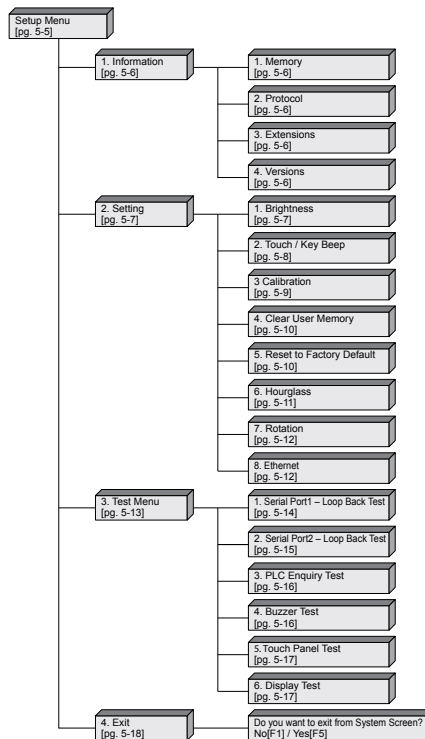 Setup Menu
[pg. 5-5]
1. Information
[pg. 5-6]
1. Memory
[pg. 5-6]
2. Protocol
[pg. 5-6]
3. Extensions
[pg. 5-6]
4. Versions
[pg. 5-6]
2. Setting
[pg. 5-7]
1. Brightness
[pg. 5-7]
2. Touch / Key Beep
[pg. 5-8]
3 Calibration
[pg. 5-9]
4. Clear User Memory
[pg. 5-10]
5. Reset to Factory Default
[pg. 5-10]
6. Hourglass
[pg. 5-11]
7. Rotation
[pg. 5-12]
8. Ethernet
[pg. 5-12]
3. Test Menu
[pg. 5-13]
1. Serial Port1 – Loop Back Test
[pg. 5-14]
2. Serial Port2 – Loop Back Test
[pg. 5-15]
3. PLC Enquiry Test
[pg. 5-16]
4. Buzzer Test
[pg. 5-16]
5.Touch Panel Test
[pg. 5-17]
6. Display Test
[pg. 5-17]
4. Exit
[pg. 5-18]
Do you want to exit from System Screen?
No[F1] / Yes[F5]